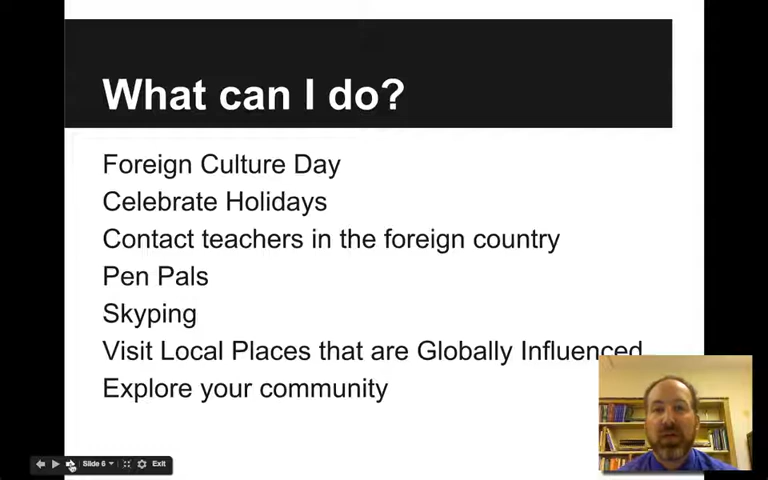 What can I do?
Foreign Culture Day
Celebrate Holidays
Contact teachers in the foreign country
Pen Pals
Skyping
Visit Local Places that are Globally Influenced
Explore your community
Slide 6
Exit